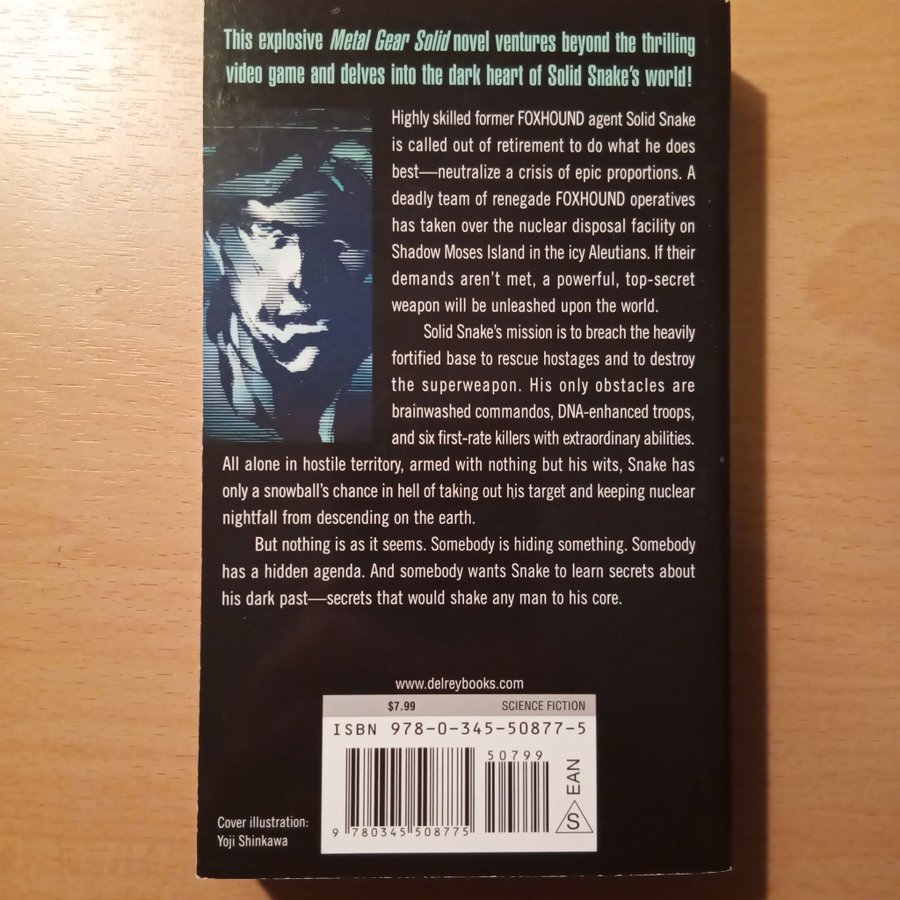 This explosive Metal Gear Solid novel ventures beyond the thrilling
video game and delves into the dark heart of Solid Snake's world!
Highly skilled former FOXHOUND agent Solid Snake
is called out of retirement to do what he does
best—neutralize a crisis of epic proportions. A
deadly team of renegade FOXHOUND operatives
has taken over the nuclear disposal facility on
Shadow Moses Island in the icy Aleutians. If their
demands aren't met, a powerful, top-secret
weapon will be unleashed upon the world.
Solid Snake's mission is to breach the heavily
fortified base to rescue hostages and to destroy
the superweapon. His only obstacles are
brainwashed commandos, DNA-enhanced troops,
and six first-rate killers with extraordinary abilities.
All alone in hostile territory, armed with nothing but his wits, Snake has
only a snowball's chance in hell of taking out his target and keeping nuclear
nightfall from descending on the earth.
But nothing is as it seems. Somebody is hiding something. Somebody
has a hidden agenda. And somebody wants Snake to learn secrets about
his dark past—secrets that would shake any man to his core.
www.delreybooks.com
$7.99 SCIENCE FICTION
ISBN 978-0-345-50877-5
50799
9 780345 508775
EAN
S
Cover illustration:
Yoji Shinkawa